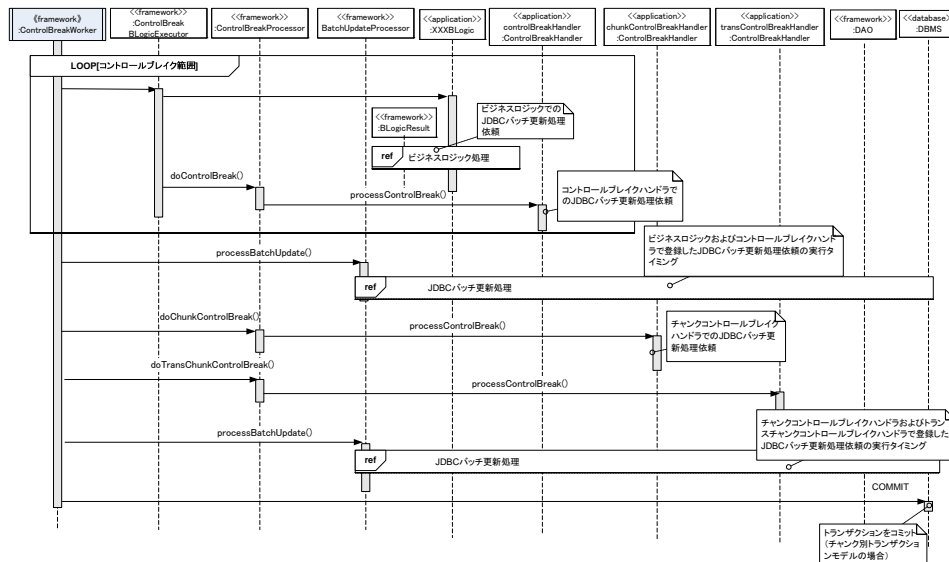 《framework》
:ControlBreakWorker
<<framework>>
:ControlBreak
BLogicExecutor
<<framework>>
:ControlBreakProcessor
<<framework>>
BatchUpdateProcessor
<<application>>
:XXXBLogic
<<application>>
controlBreakHandler
:ControlBreakHandler
<<application>>
chunkControlBreakHandler
:ControlBreakHandler
<<application>>
transControlBreakHandler
:ControlBreakHandler
<<framework>>
:DAO
<<database>>
:DBMS
LOOP[コントロールブレイク範囲]
<<framework>>
:BLogicResult
ビジネスロジックでの
JDBCバッチ更新処理
依頼
ref ビジネスロジック処理
doControlBreak()
processControlBreak()
コントロールブレイクハンドラで
のJDBCバッチ更新処理依頼
ビジネスロジックおよびコントロールブレイクハンド
ラで登録したJDBCバッチ更新処理依頼の実行タ
イミング
processBatchUpdate()
ref JDBCバッチ更新処理
doChunkControlBreak()
processControlBreak()
チャンクコントロールブレイク
ハンドラでのJDBCバッチ更
新処理依頼
doTransChunkControlBreak()
processControlBreak()
チャンクコントロールブレイクハンドラおよびトラン
スチャンクコントロールブレイクハンドラで登録した
JDBCバッチ更新処理依頼の実行タイミング
processBatchUpdate()
ref JDBCバッチ更新処理
COMMIT
トランザクションをコミット
(チャンク別トランザクショ
ンモデルの場合)